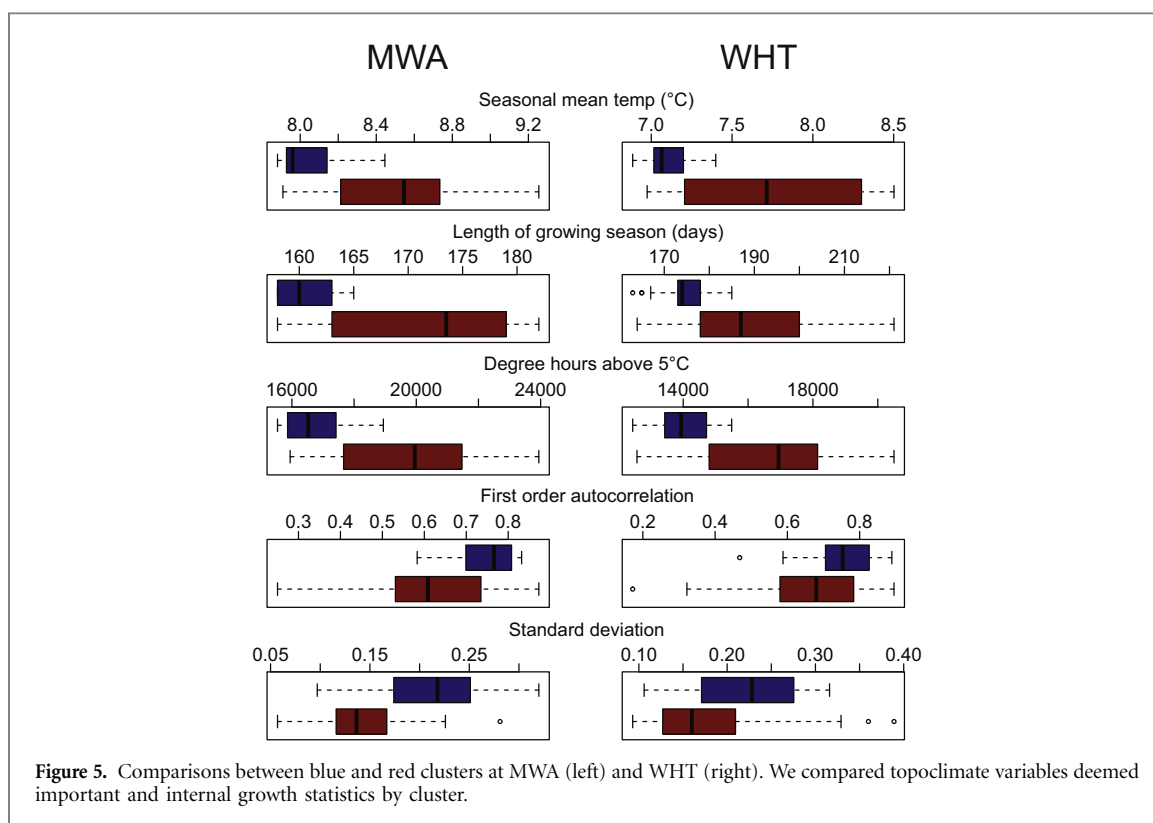 MWA WHT
Seasonal mean temp (°C)
8.0 8.4 8.8 9.2 7.0 7.5 8.0 8.5
Length of growing season (days)
160 165 170 175 180 170 190 210
Degree hours above 5°C
16000 20000 24000 14000 18000
First order autocorrelation
0.3 0.4 0.5 0.6 0.7 0.8 0.2 0.4 0.6 0.8
Standard deviation
0.05 0.15 0.25 0.10 0.20 0.30 0.40
Figure 5. Comparisons between blue and red clusters at MWA (left) and WHT (right). We compared topoclimate variables deemed
important and internal growth statistics by cluster.